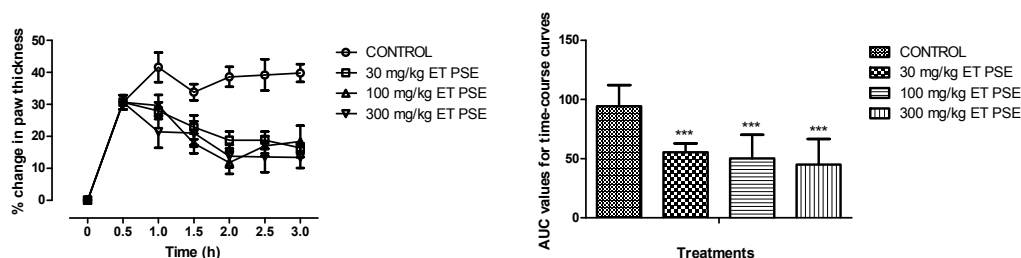 % change in paw thickness
50
40
30
20
10
0
0 0.5 1.0 1.5 2.0 2.5 3.0
Time (h)
CONTROL
30 mg/kg ET PSE
100 mg/kg ET PSE
300 mg/kg ET PSE
AUC values for time-course curves
150
100
50
0
***
***
***
Treatments
CONTROL
30 mg/kg ET PSE
100 mg/kg ET PSE
300 mg/kg ET PSE